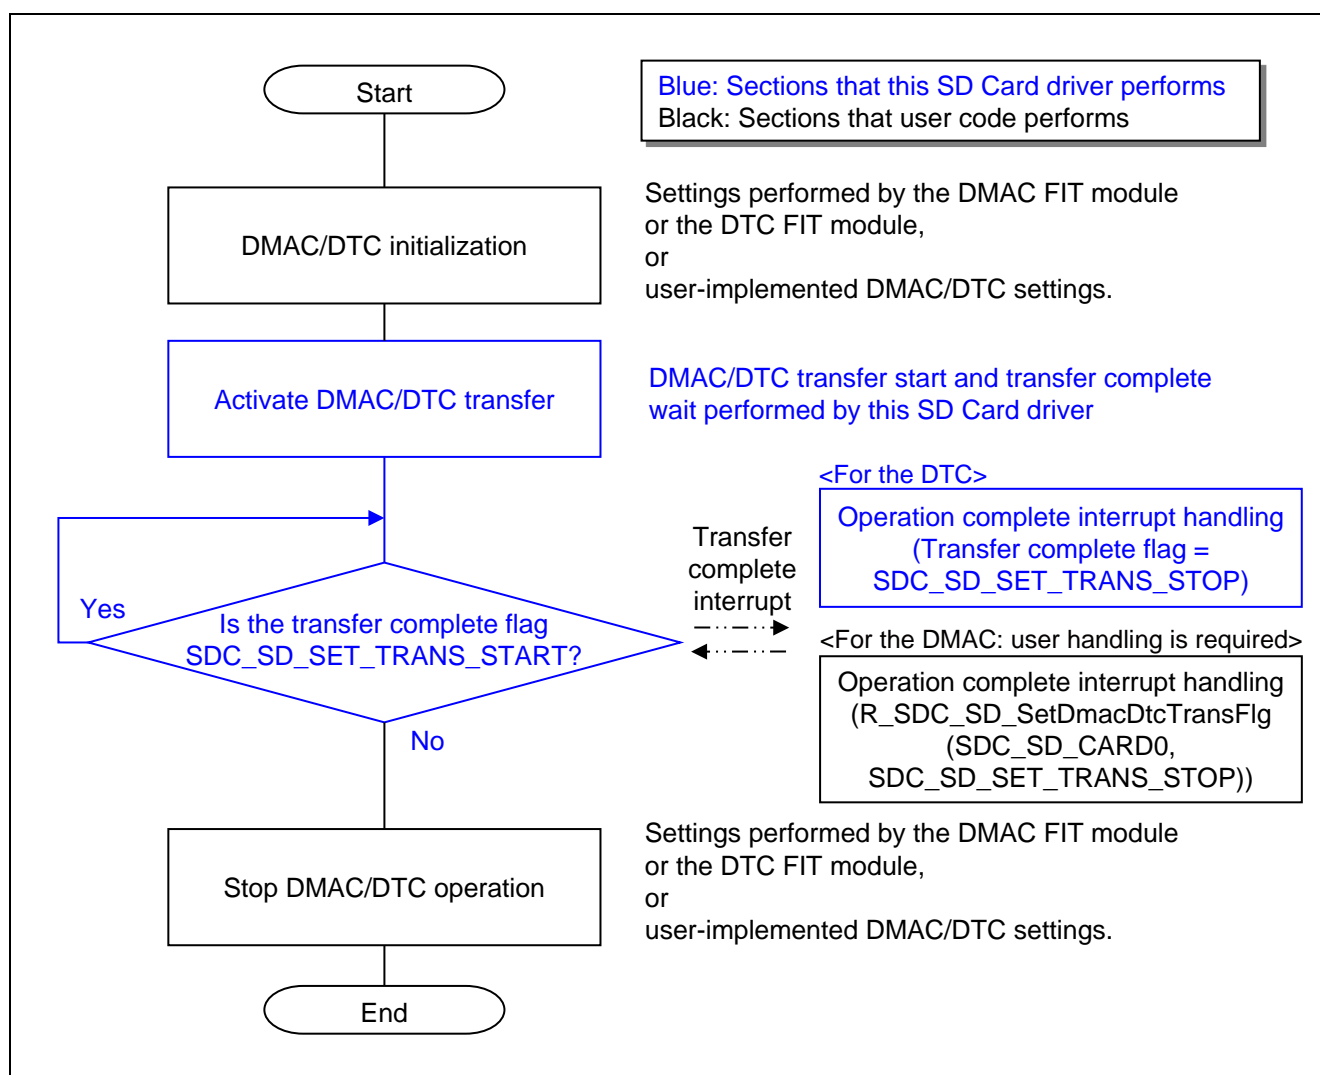 Start
Blue: Sections that this SD Card driver performs
Black: Sections that user code performs
DMAC/DTC initialization
Settings performed by the DMAC FIT module
or the DTC FIT module,
or
user-implemented DMAC/DTC settings.
Activate DMAC/DTC transfer
DMAC/DTC transfer start and transfer complete
wait performed by this SD Card driver
Yes
Is the transfer complete flag
SDC_SD_SET_TRANS_START?
No
Transfer
complete
interrupt
<For the DTC>
Operation complete interrupt handling
(Transfer complete flag =
SDC_SD_SET_TRANS_STOP)
<For the DMAC: user handling is required>
Operation complete interrupt handling
(R_SDC_SD_SetDmacDtcTransFlg
(SDC_SD_CARD0,
SDC_SD_SET_TRANS_STOP))
Stop DMAC/DTC operation
Settings performed by the DMAC FIT module
or the DTC FIT module,
or
user-implemented DMAC/DTC settings.
End